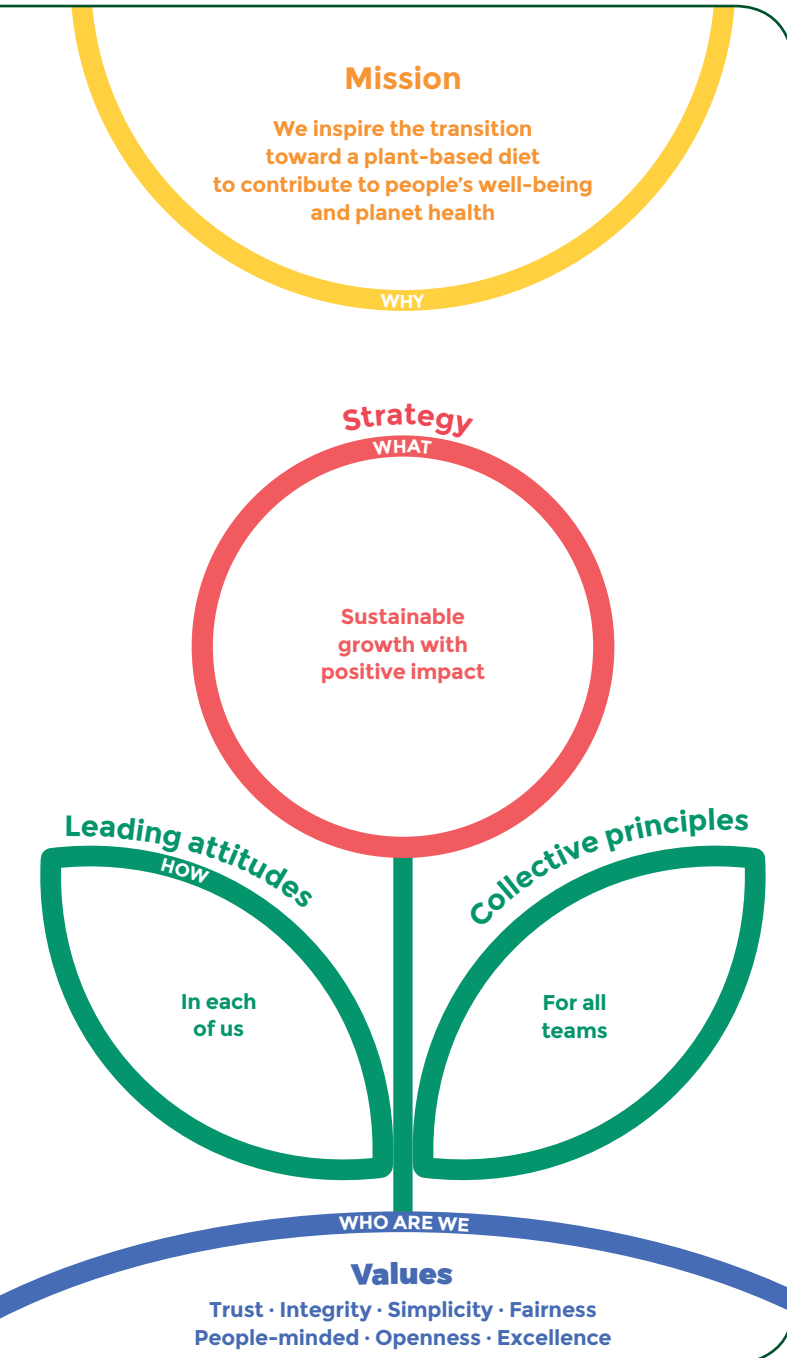 Mission
We inspire the transition
toward a plant-based diet
to contribute to people’s well-being
and planet health
WHY
Strategy
WHAT
Sustainable
growth with
positive impact
Leading attitudes
HOW
In each
of us
Collective principles
For all
teams
WHO ARE WE
Values
Trust · Integrity · Simplicity · Fairness
People-minded · Openness · Excellence